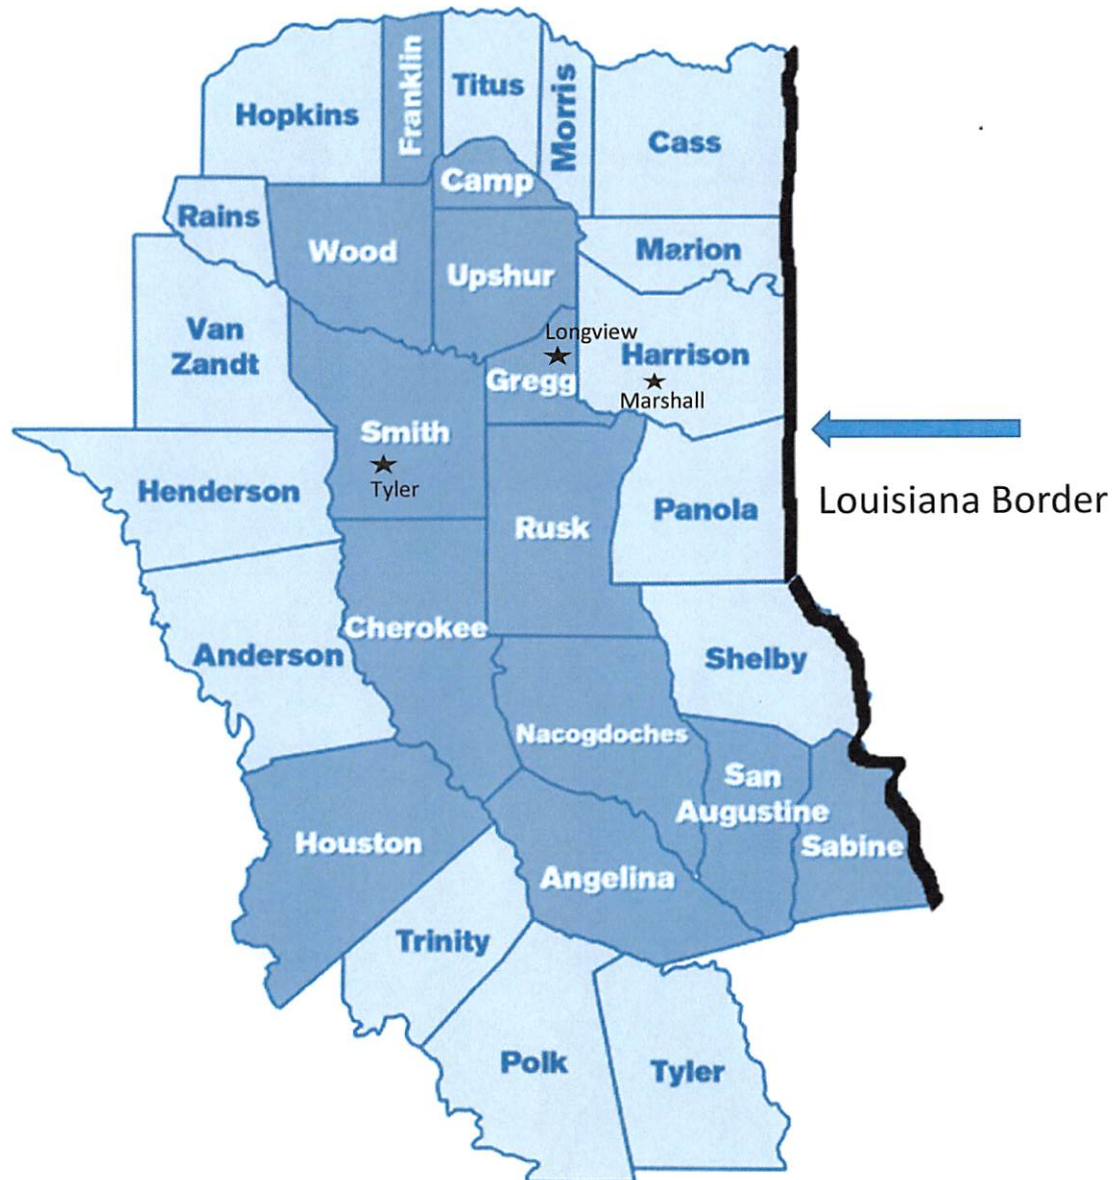 Hopkins
Franklin
Titus
Morris
Cass
Camp
Rains
Wood
Upshur
Marion
Van
Zandt
Longview
Harrison
Gregg
Marshall
Smith
Tyler
Henderson
Rusk
Panola
Louisiana Border
Cherokee
Anderson
Shelby
Nacogdoches
San
Augustine
Sabine
Houston
Angelina
Trinity
Polk
Tyler